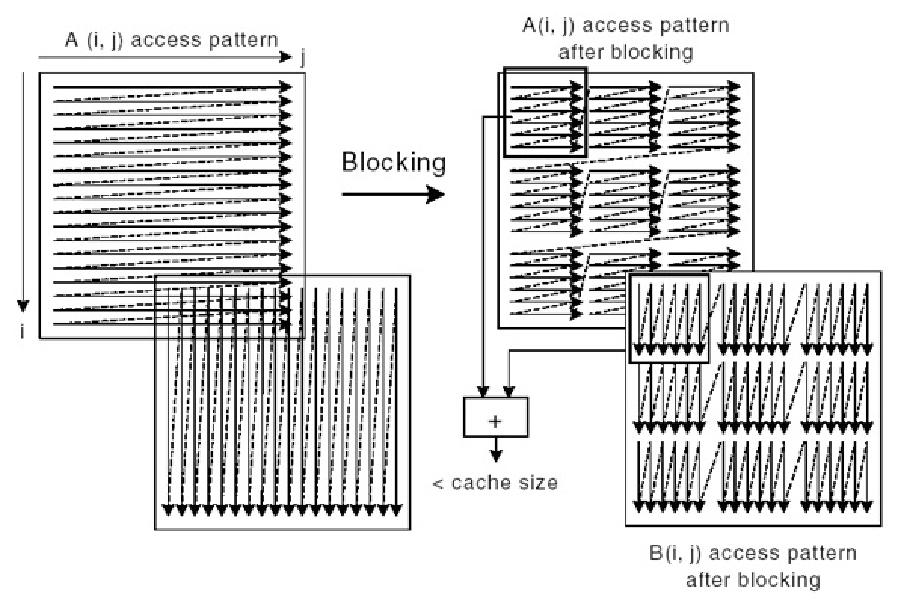 A (i, j) access pattern
j
i
Blocking
A(i, j) access pattern
after blocking
+
< cache size
B(i, j) access pattern
after blocking